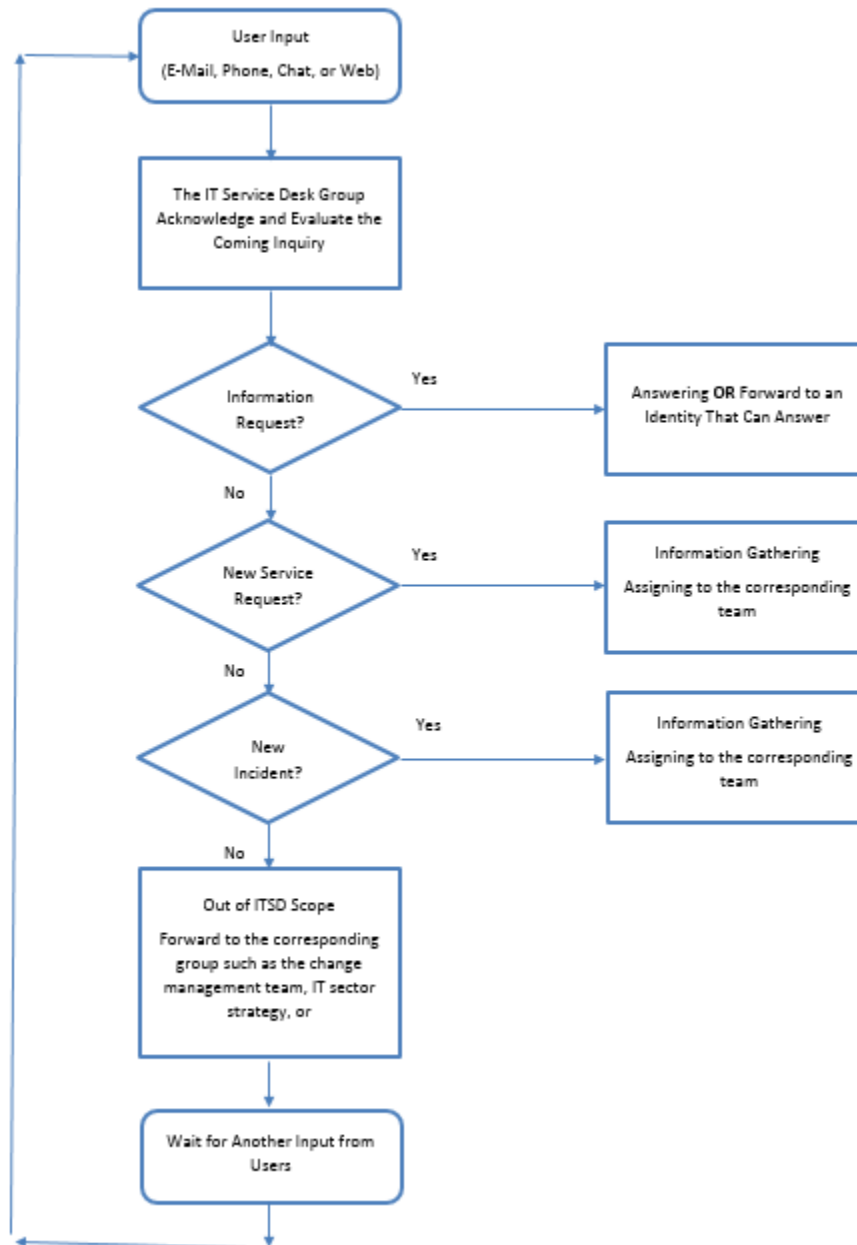 User Input
(E-Mail, Phone, Chat, or Web)
The IT Service Desk Group
Acknowledge and Evaluate the
Coming Inquiry
Information
Request?
Yes
Answering OR Forward to an
Identity That Can Answer
No
New Service
Request?
Yes
Information Gathering
Assigning to the corresponding
team
No
New
Incident?
Yes
Information Gathering
Assigning to the corresponding
team
No
Out of ITSD Scope
Forward to the corresponding
group such as the change
management team, IT sector
strategy, or
Wait for Another Input from
Users